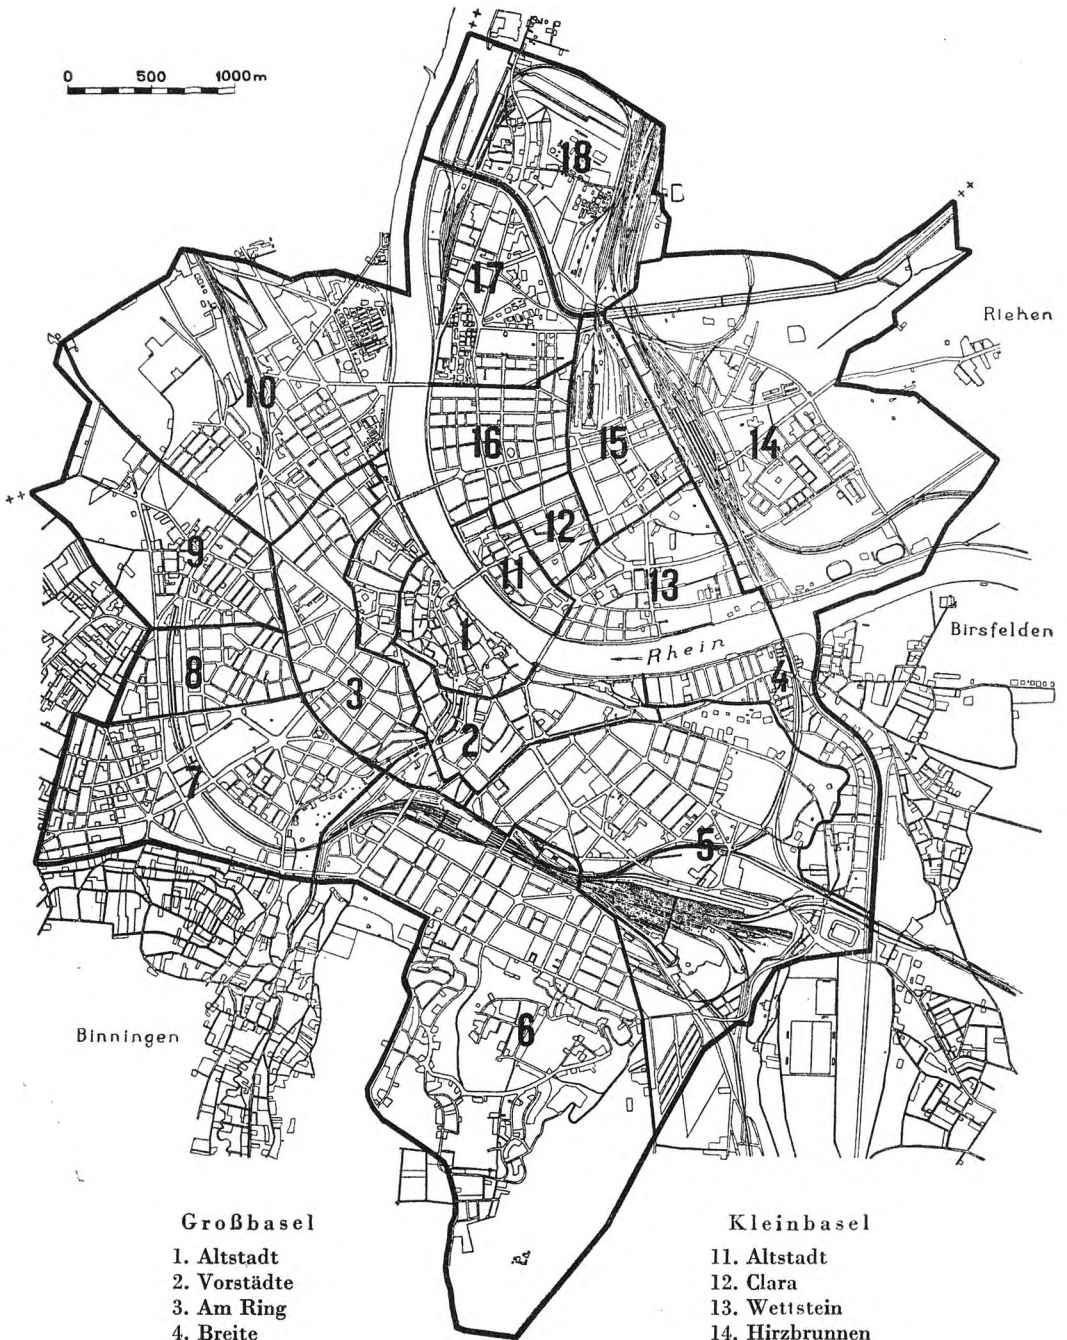 0 500 1000 m
18
17
Riehen
10
16
15
14
12
9
11
13
1
Rhein
Birsfelden
8
3
4
2
7
5
6
Binningen
Großbasel
1. Altstadt
2. Vorstädte
3. Am Ring
4. Breite
Kleinbasel
11. Altstadt
12. Clara
13. Wettstein
14. Hirzbrunnen